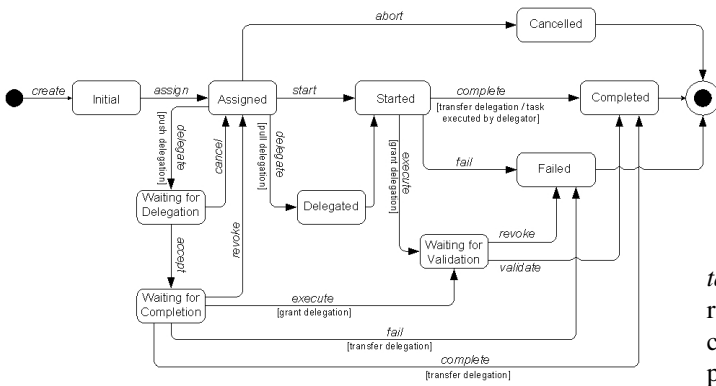 abort
Cancelled
create
Initial
assign
Assigned
start
Started
complete
[transfer delegation / task
executed by delegator]
Completed
delegate
[push delegation]
cancel
delegate
[pull delegation]
execute
[grant delegation]
fail
Failed
Waiting for
Delegation
Delegated
accept
revoke
Waiting for
Validation
revoke
validate
Waiting for
Completion
execute
[grant delegation]
fail
[transfer delegation]
complete
[transfer delegation]
r
c
p